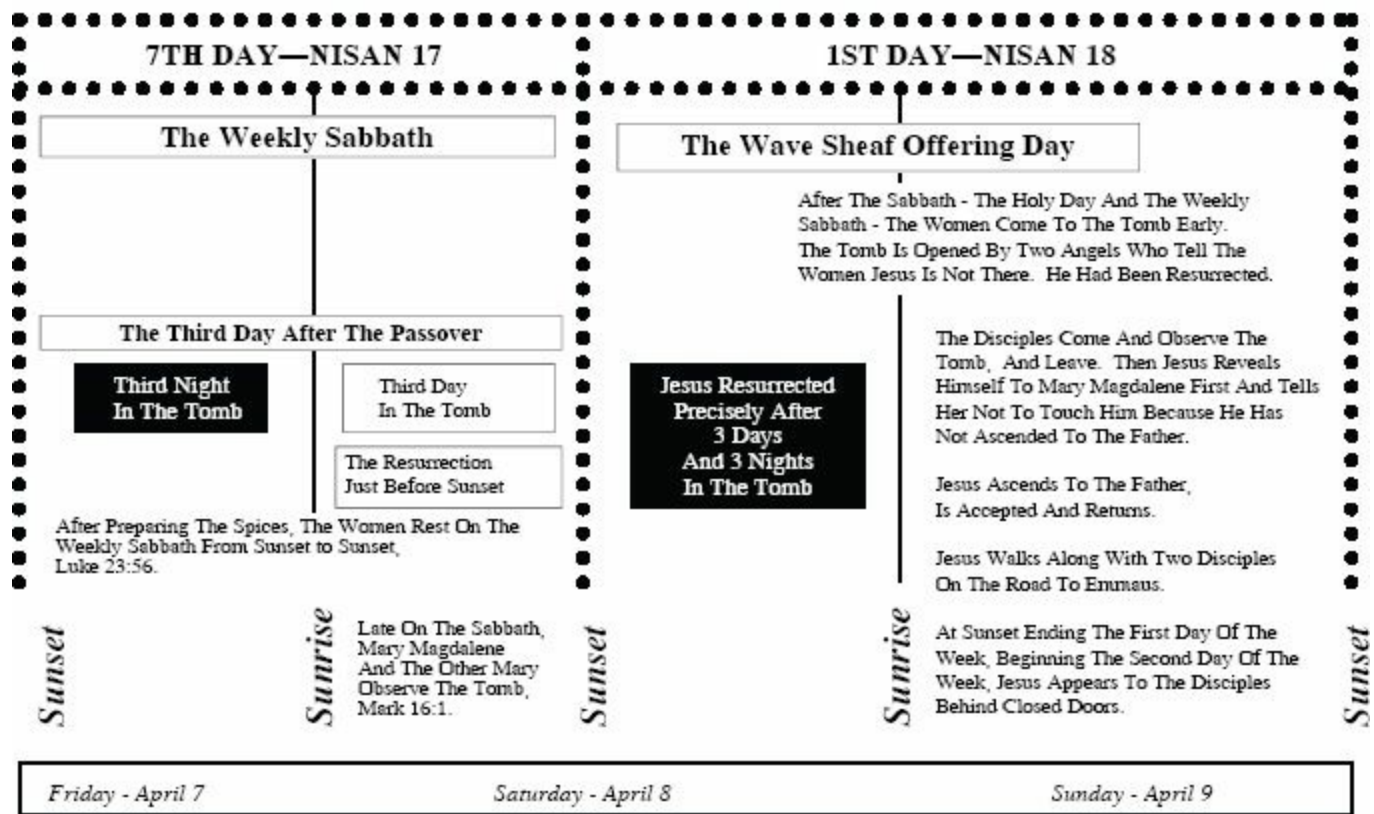 7TH DAY—NISAN 17
The Weekly Sabbath
The Third Day After The Passover
Third Night
In The Tomb
Third Day
In The Tomb
The Resurrection
Just Before Sunset
After Preparing The Spices, The Women Rest On The
Weekly Sabbath From Sunset to Sunset,
Luke 23:56.
Sunset
Sunrise
Late On The Sabbath,
Mary Magdalene
And The Other Mary
Observe The Tomb,
Mark 16:1.
Sunset
1ST DAY—NISAN 18
The Wave Sheaf Offering Day
After The Sabbath - The Holy Day And The Weekly
Sabbath - The Women Come To The Tomb Early.
The Tomb Is Opened By Two Angels Who Tell The
Women Jesus Is Not There. He Had Been Resurrected.
Jesus Resurrected
Precisely After
3 Days
And 3 Nights
In The Tomb
The Disciples Come And Observe The
Tomb, And Leave. Then Jesus Reveals
Himself To Mary Magdalene First And Tells
Her Not To Touch Him Because He Has
Not Ascended To The Father.
Jesus Ascends To The Father,
Is Accepted And Returns.
Jesus Walks Along With Two Disciples
On The Road To Emmaus.
Sunrise
At Sunset Ending The First Day Of The
Week, Beginning The Second Day Of The
Week, Jesus Appears To The Disciples
Behind Closed Doors.
Sunset
Friday - April 7
Saturday - April 8
Sunday - April 9